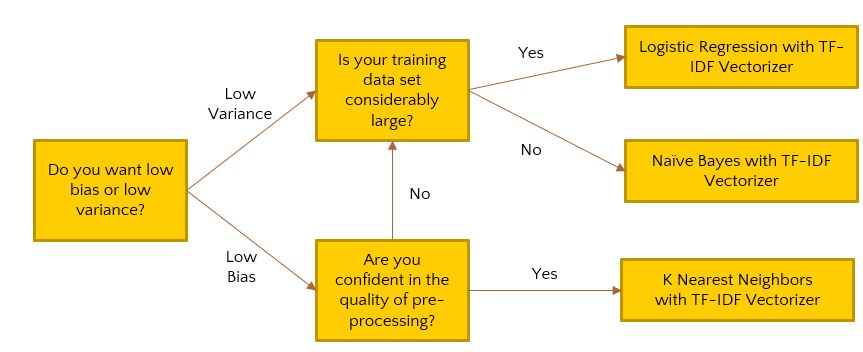 Do you want low
bias or low
variance?
Low
Variance
Low
Bias
Is your training
data set
considerably
large?
No
Are you
confident in the
quality of pre-
processing?
Yes
No
Yes
Logistic Regression with TF-
IDF Vectorizer
Naïve Bayes with TF-IDF
Vectorizer
K Nearest Neighbors
with TF-IDF Vectorizer